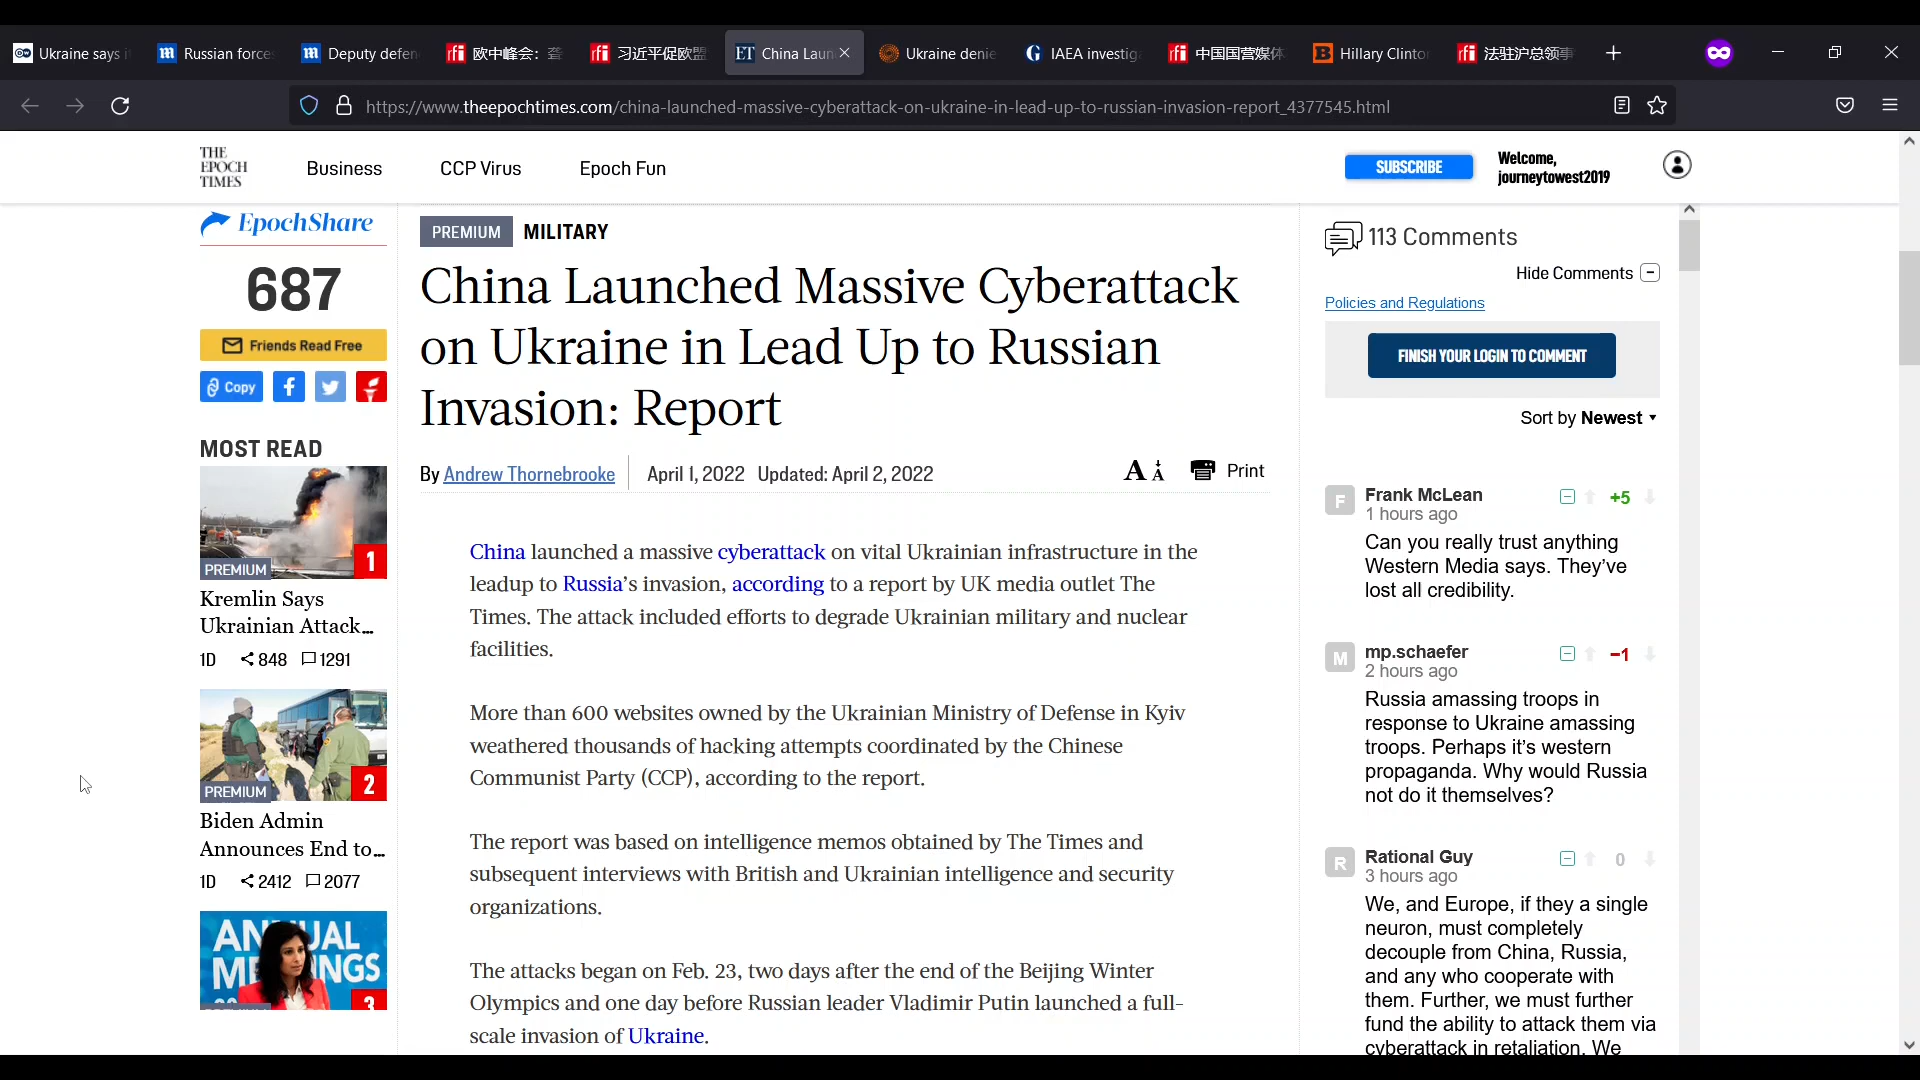 Ukraine says i
Russian force
Deputy defen
欧中峰会：聋
习近平促欧盟
China Laun
Ukraine denie
IAEA investig
中国国营媒体
Hillary Clinto
法驻沪总领事
https://www.theepochtimes.com/china-launched-massive-cyberattack-on-ukraine-in-lead-up-to-russian-invasion-report_4377545.html
THE
EPOCH
TIMES
Business
CCP Virus
Epoch Fun
SUBSCRIBE
Welcome,
journeytowest2019
EpochShare
687
Friends Read Free
Copy
MOST READ
1
PREMIUM
Kremlin Says
Ukrainian Attack...
1D 848 1291
2
PREMIUM
Biden Admin
Announces End to...
1D 2412 2077
ANNUAL
MEETINGS
3
PREMIUM MILITARY
China Launched Massive Cyberattack
on Ukraine in Lead Up to Russian
Invasion: Report
By Andrew Thornebrooke April 1, 2022 Updated: April 2, 2022
A A Print
China launched a massive cyberattack on vital Ukrainian infrastructure in the
leadup to Russia’s invasion, according to a report by UK media outlet The
Times. The attack included efforts to degrade Ukrainian military and nuclear
facilities.
More than 600 websites owned by the Ukrainian Ministry of Defense in Kyiv
weathered thousands of hacking attempts coordinated by the Chinese
Communist Party (CCP), according to the report.
The report was based on intelligence memos obtained by The Times and
subsequent interviews with British and Ukrainian intelligence and security
organizations.
The attacks began on Feb. 23, two days after the end of the Beijing Winter
Olympics and one day before Russian leader Vladimir Putin launched a full-
scale invasion of Ukraine.
113 Comments
Hide Comments
Policies and Regulations
FINISH YOUR LOGIN TO COMMENT
Sort by Newest
F
Frank McLean
+5
1 hours ago
Can you really trust anything
Western Media says. They’ve
lost all credibility.
M
mp.schaefer
−1
2 hours ago
Russia amassing troops in
response to Ukraine amassing
troops. Perhaps it’s western
propaganda. Why would Russia
not do it themselves?
R
Rational Guy
0
3 hours ago
We, and Europe, if they a single
neuron, must completely
decouple from China, Russia,
and any who cooperate with
them. Further, we must further
fund the ability to attack them via
cyberattack in retaliation. We